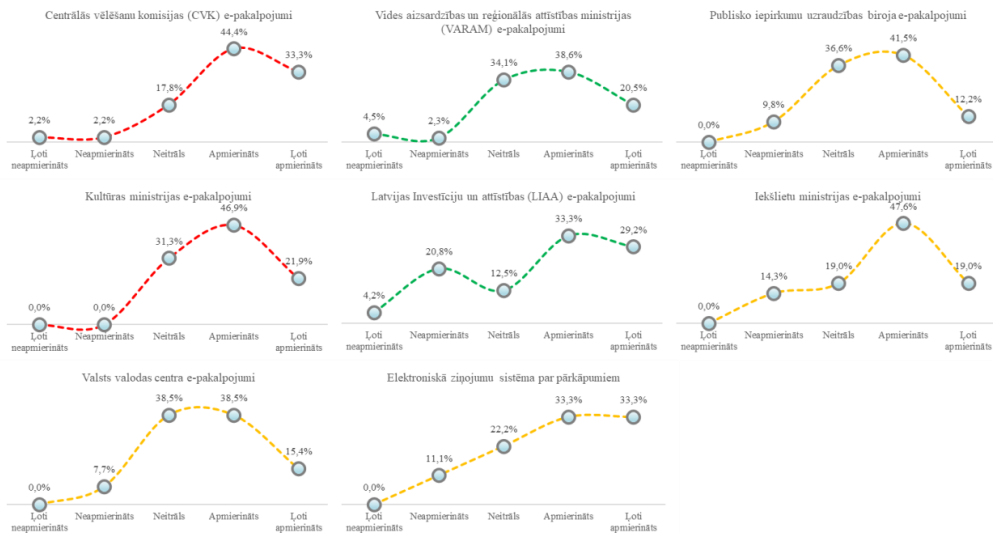 Centrālās vēlēšanu komisijas (CVK) e-pakalpojumi
2,2%
2,2%
17,8%
44,4%
33,3%
Ļoti
neapmierināts
Neapmierināts
Neitrāls
Apmierināts
Ļoti
apmierināts
Vides aizsardzības un reģionālās attīstības ministrijas
(VARAM) e-pakalpojumi
4,5%
2,3%
34,1%
38,6%
20,5%
Ļoti
neapmierināts
Neapmierināts
Neitrāls
Apmierināts
Ļoti
apmierināts
Publisko iepirkumu uzraudzības biroja e-pakalpojumi
0,0%
9,8%
36,6%
41,5%
12,2%
Ļoti
neapmierināts
Neapmierināts
Neitrāls
Apmierināts
Ļoti
apmierināts
Kultūras ministrijas e-pakalpojumi
0,0%
0,0%
31,3%
46,9%
21,9%
Ļoti
neapmierināts
Neapmierināts
Neitrāls
Apmierināts
Ļoti
apmierināts
Latvijas Investīciju un attīstības (LIAA) e-pakalpojumi
4,2%
20,8%
12,5%
33,3%
29,2%
Ļoti
neapmierināts
Neapmierināts
Neitrāls
Apmierināts
Ļoti
apmierināts
Iekšlietu ministrijas e-pakalpojumi
0,0%
14,3%
19,0%
47,6%
19,0%
Ļoti
neapmierināts
Neapmierināts
Neitrāls
Apmierināts
Ļoti
apmierināts
Valsts valodas centra e-pakalpojumi
0,0%
7,7%
38,5%
38,5%
15,4%
Ļoti
neapmierināts
Neapmierināts
Neitrāls
Apmierināts
Ļoti
apmierināts
Elektroniskā ziņojumu sistēma par pārkāpumiem
0,0%
11,1%
22,2%
33,3%
33,3%
Ļoti
neapmierināts
Neapmierināts
Neitrāls
Apmierināts
Ļoti
apmierināts